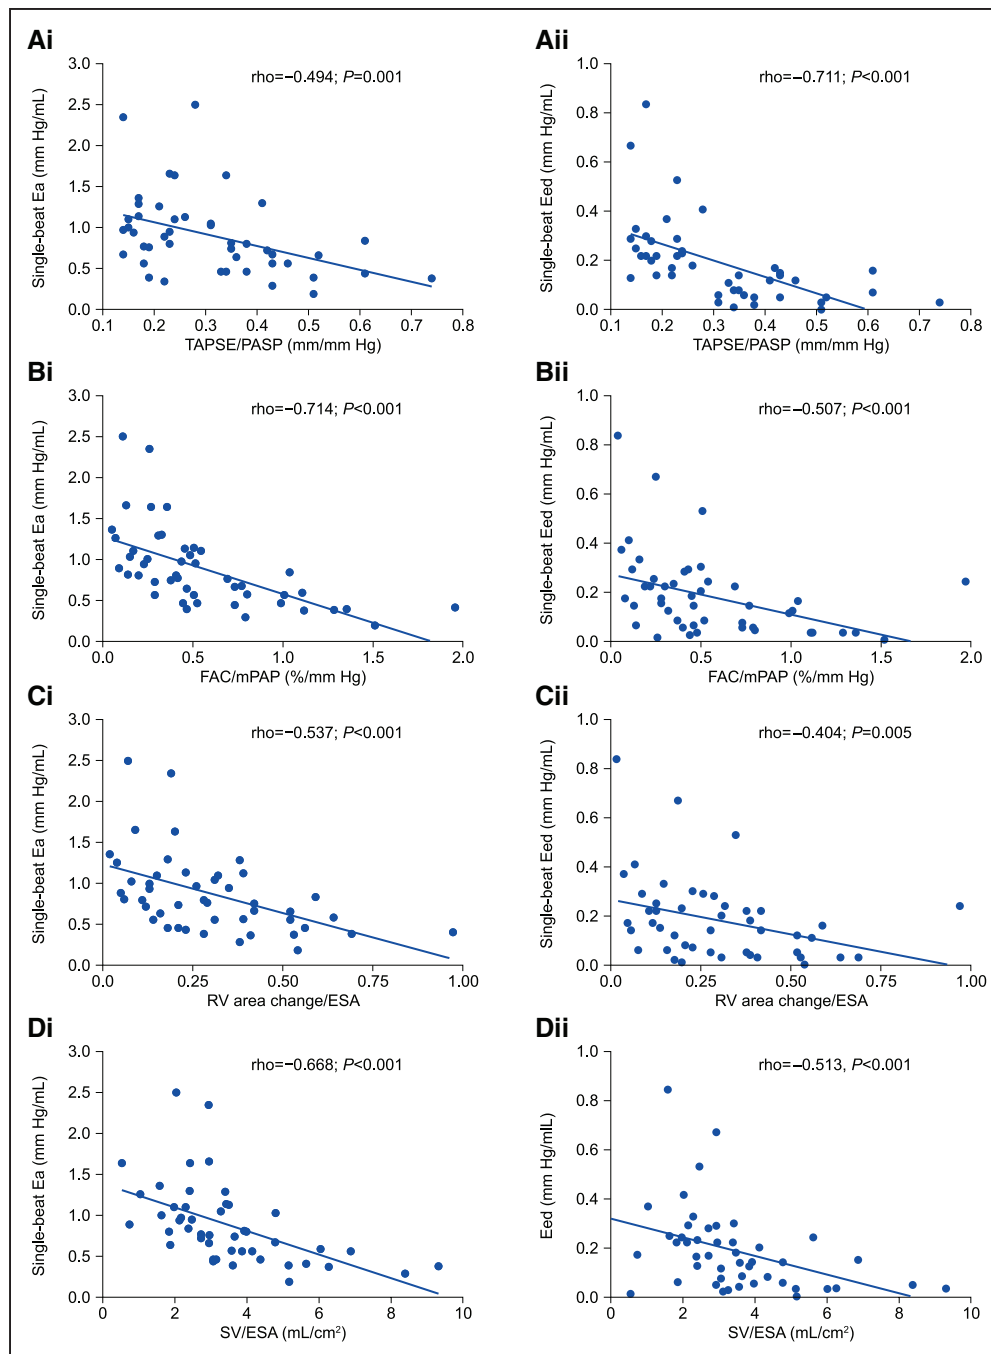 Ai
rho=−0.494; P=0.001
Single-beat Ea (mm Hg/mL)
3.0
2.5
2.0
1.5
1.0
0.5
0.0
0.1 0.2 0.3 0.4 0.5 0.6 0.7 0.8
TAPSE/PASP (mm/mm Hg)
Aii
rho=−0.711; P<0.001
Single-beat Eed (mm Hg/mL)
1.0
0.8
0.6
0.4
0.2
0.0
0.1 0.2 0.3 0.4 0.5 0.6 0.7 0.8
TAPSE/PASP (mm/mm Hg)
Bi
rho=−0.714; P<0.001
Single-beat Ea (mm Hg/mL)
3.0
2.5
2.0
1.5
1.0
0.5
0.0
0.0 0.5 1.0 1.5 2.0
FAC/mPAP (%/mm Hg)
Bii
rho=−0.507; P<0.001
Single-beat Eed (mm Hg/mL)
1.0
0.8
0.6
0.4
0.2
0.0
0.0 0.5 1.0 1.5 2.0
FAC/mPAP (%/mm Hg)
Ci
rho=−0.537; P<0.001
Single-beat Ea (mm Hg/mL)
3.0
2.5
2.0
1.5
1.0
0.5
0.0
0.00 0.25 0.50 0.75 1.00
RV area change/ESA
Cii
rho=−0.404; P=0.005
Single-beat Eed (mm Hg/mL)
1.0
0.8
0.6
0.4
0.2
0.0
0.00 0.25 0.50 0.75 1.00
RV area change/ESA
Di
rho=−0.668; P<0.001
Single-beat Ea (mm Hg/mL)
3.0
2.5
2.0
1.5
1.0
0.5
0.0
0 2 4 6 8 10
SV/ESA (mL/cm²)
Dii
rho=−0.513, P<0.001
Eed (mm Hg/mlL)
1.0
0.8
0.6
0.4
0.2
0.0
0 2 4 6 8 10
SV/ESA (mL/cm²)